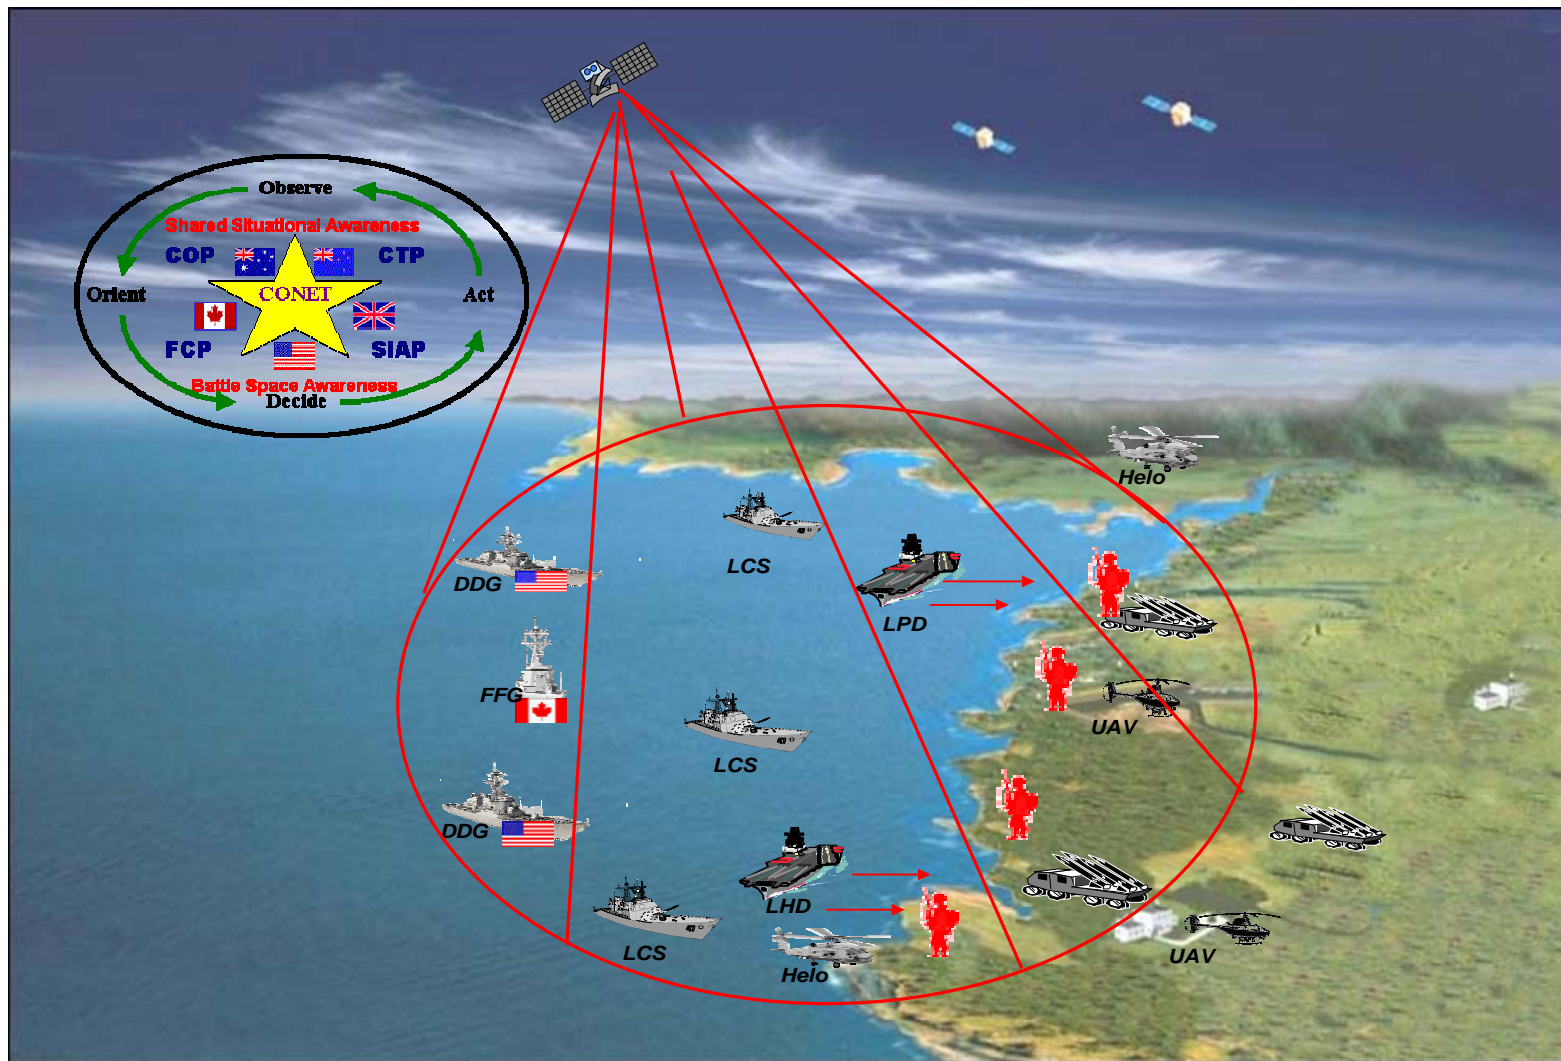 Observe
Shared Situational Awareness
COP CTP
Orient CONET Act
FCP SIAP
Battle Space Awareness
Decide
Helo
LCS
DDG
LPD
FFG
UAV
LCS
DDG
LHD
LCS
UAV
Helo